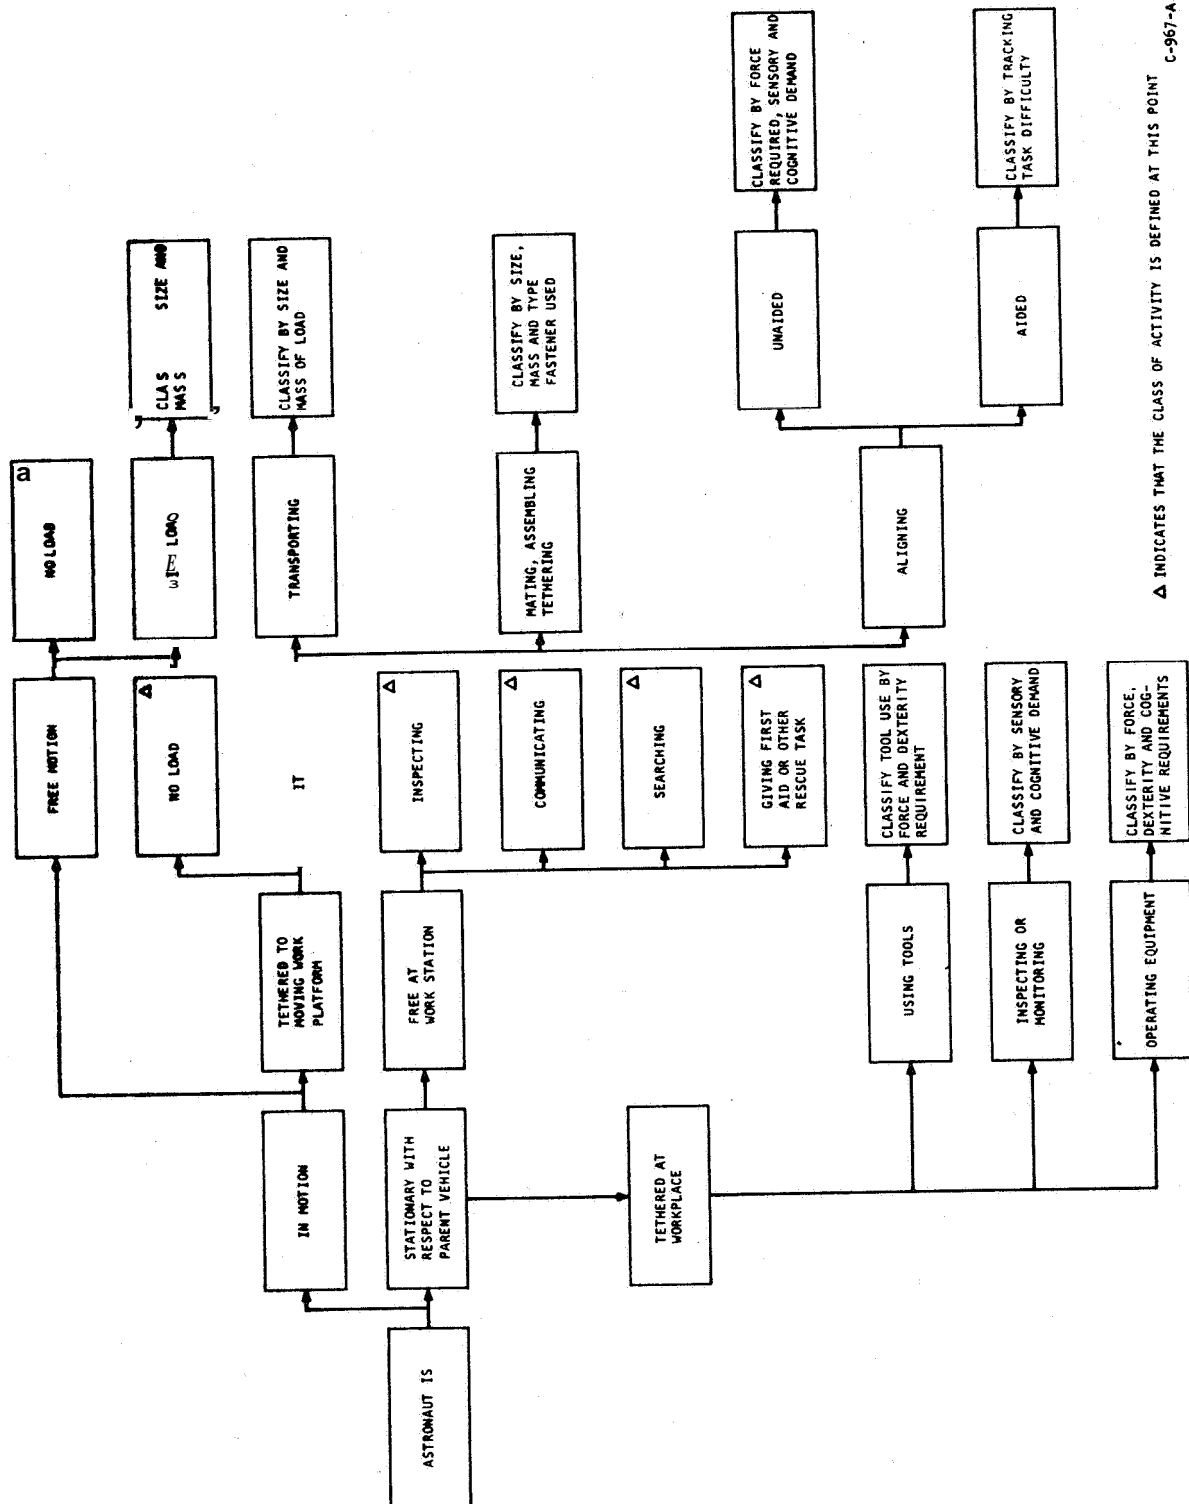 ASTRONAUT IS
IN MOTION
STATIONARY WITH
RESPECT TO
PARENT VEHICLE
TETHERED AT
WORKPLACE
FREE MOTION
TETHERED TO
MOVING WORK
PLATFORM
FREE AT
WORK STATION
USING TOOLS
INSPECTING OR
MONITORING
OPERATING EQUIPMENT
NO LOAD
Δ
IT
INSPECTING
Δ
COMMUNICATING
Δ
SEARCHING
Δ
GIVING FIRST
AID OR OTHER
RESCUE TASK
Δ
CLASSIFY TOOL USE BY
FORCE AND DEXTERITY
REQUIREMENT
CLASSIFY BY SENSORY
AND COGNITIVE DEMAND
CLASSIFY BY FORCE,
DEXTERITY AND COG-
NITIVE REQUIREMENTS
NO LOAD
a
LOAD
TRANSPORTING
MATING, ASSEMBLING
TETHERING
ALIGNING
CLAS SIZE AND
MASS
CLASSIFY BY SIZE AND
MASS OF LOAD
CLASSIFY BY SIZE,
MASS AND TYPE
FASTENER USED
UNAIDED
AIDED
CLASSIFY BY FORCE
REQUIRED, SENSORY AND
COGNITIVE DEMAND
CLASSIFY BY TRACKING
TASK DIFFICULTY
Δ INDICATES THAT THE CLASS OF ACTIVITY IS DEFINED AT THIS POINT
C-967-A